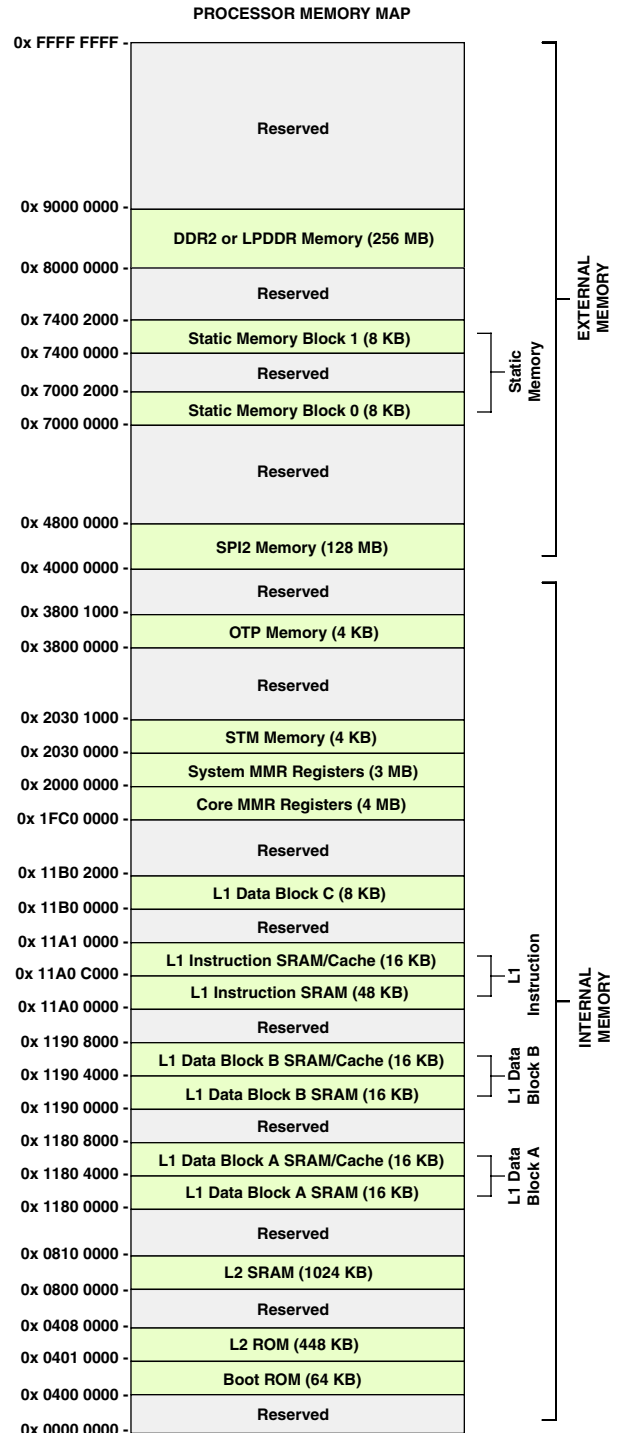 PROCESSOR MEMORY MAP
0x FFFF FFFF -
Reserved
0x 9000 0000 -
DDR2 or LPDDR Memory (256 MB)
0x 8000 0000 -
Reserved
0x 7400 2000 -
Static Memory Block 1 (8 KB)
0x 7400 0000 -
Reserved
0x 7000 2000 -
Static Memory Block 0 (8 KB)
0x 7000 0000 -
Reserved
0x 4800 0000 -
SPI2 Memory (128 MB)
0x 4000 0000 -
Reserved
0x 3800 1000 -
OTP Memory (4 KB)
0x 3800 0000 -
Reserved
0x 2030 1000 -
STM Memory (4 KB)
0x 2030 0000 -
System MMR Registers (3 MB)
0x 2000 0000 -
Core MMR Registers (4 MB)
0x 1FC0 0000 -
Reserved
0x 11B0 2000 -
L1 Data Block C (8 KB)
0x 11B0 0000 -
Reserved
0x 11A1 0000 -
L1 Instruction SRAM/Cache (16 KB)
0x 11A0 C000 -
L1 Instruction SRAM (48 KB)
0x 11A0 0000 -
Reserved
0x 1190 8000 -
L1 Data Block B SRAM/Cache (16 KB)
0x 1190 4000 -
L1 Data Block B SRAM (16 KB)
0x 1190 0000 -
Reserved
0x 1180 8000 -
L1 Data Block A SRAM/Cache (16 KB)
0x 1180 4000 -
L1 Data Block A SRAM (16 KB)
0x 1180 0000 -
Reserved
0x 0810 0000 -
L2 SRAM (1024 KB)
0x 0800 0000 -
Reserved
0x 0408 0000 -
L2 ROM (448 KB)
0x 0401 0000 -
Boot ROM (64 KB)
0x 0400 0000 -
Reserved
0x 0000 0000 -
Static
Memory
EXTERNAL
MEMORY
L1
Instruction
L1 Data
Block B
L1 Data
Block A
INTERNAL
MEMORY